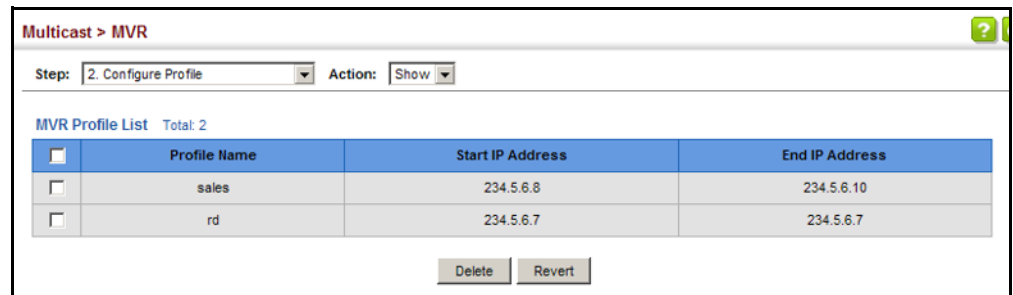 Multicast > MVR
?
Step: 2. Configure Profile Action: Show
MVR Profile List Total: 2
Profile Name Start IP Address End IP Address
sales 234.5.6.8 234.5.6.10
rd 234.5.6.7 234.5.6.7
Delete Revert